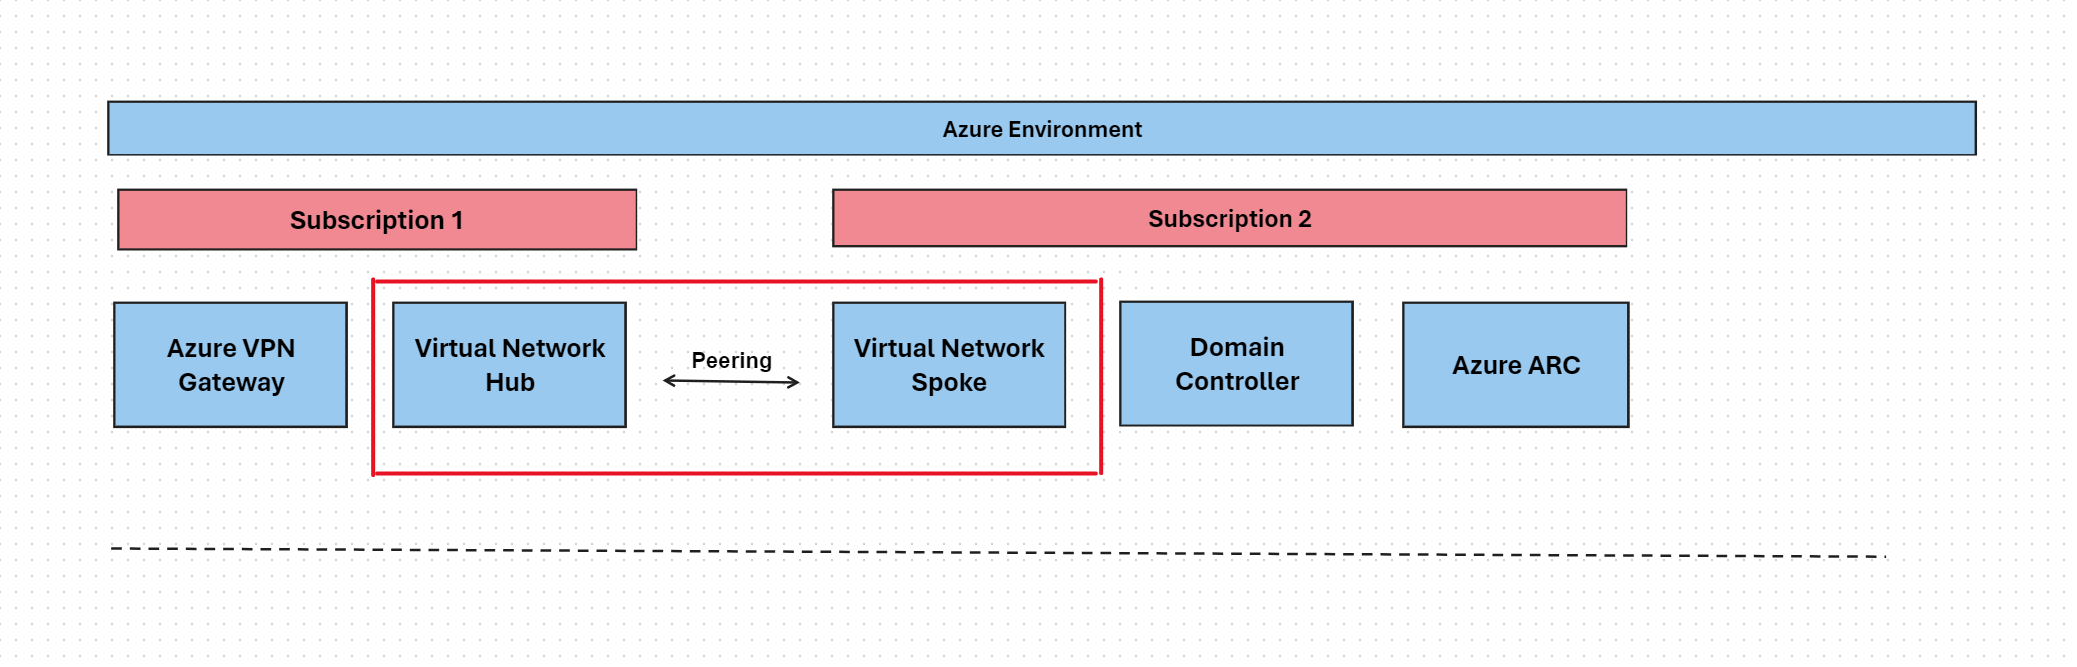 Azure Environment
Subscription 1
Subscription 2
Azure VPN
Gateway
Virtual Network
Hub
Peering
Virtual Network
Spoke
Domain
Controller
Azure ARC